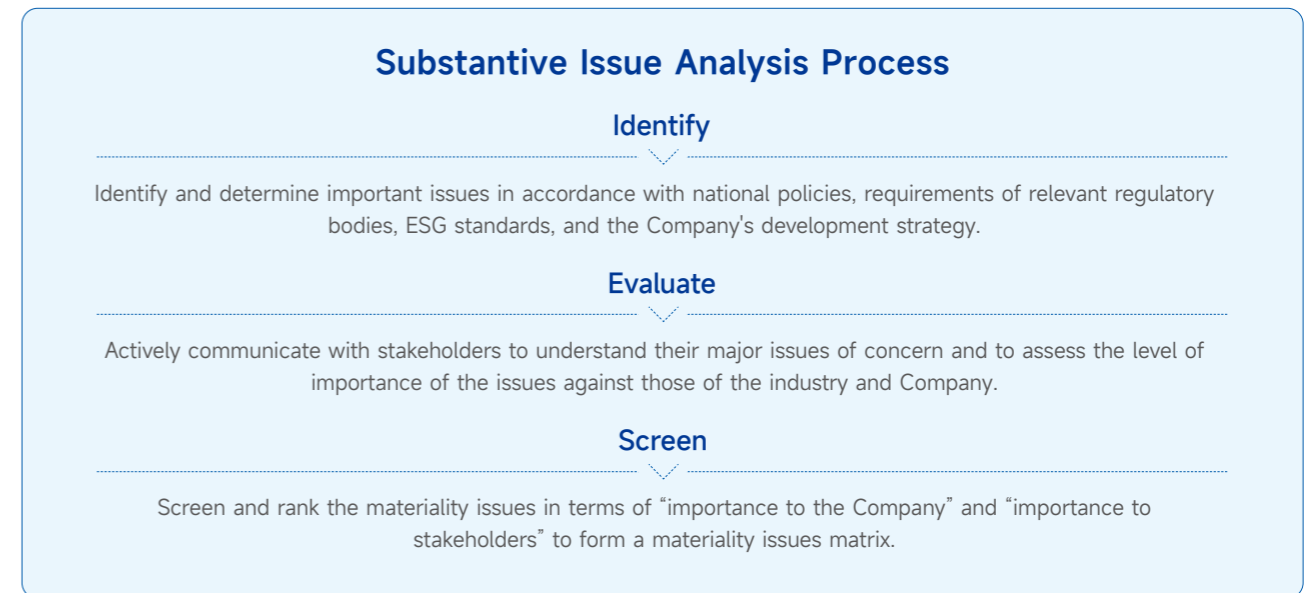 Substantive Issue Analysis Process
Identify
Identify and determine important issues in accordance with national policies, requirements of relevant regulatory
bodies, ESG standards, and the Company's development strategy.
Evaluate
Actively communicate with stakeholders to understand their major issues of concern and to assess the level of
importance of the issues against those of the industry and Company.
Screen
Screen and rank the materiality issues in terms of “importance to the Company” and “importance to
stakeholders” to form a materiality issues matrix.